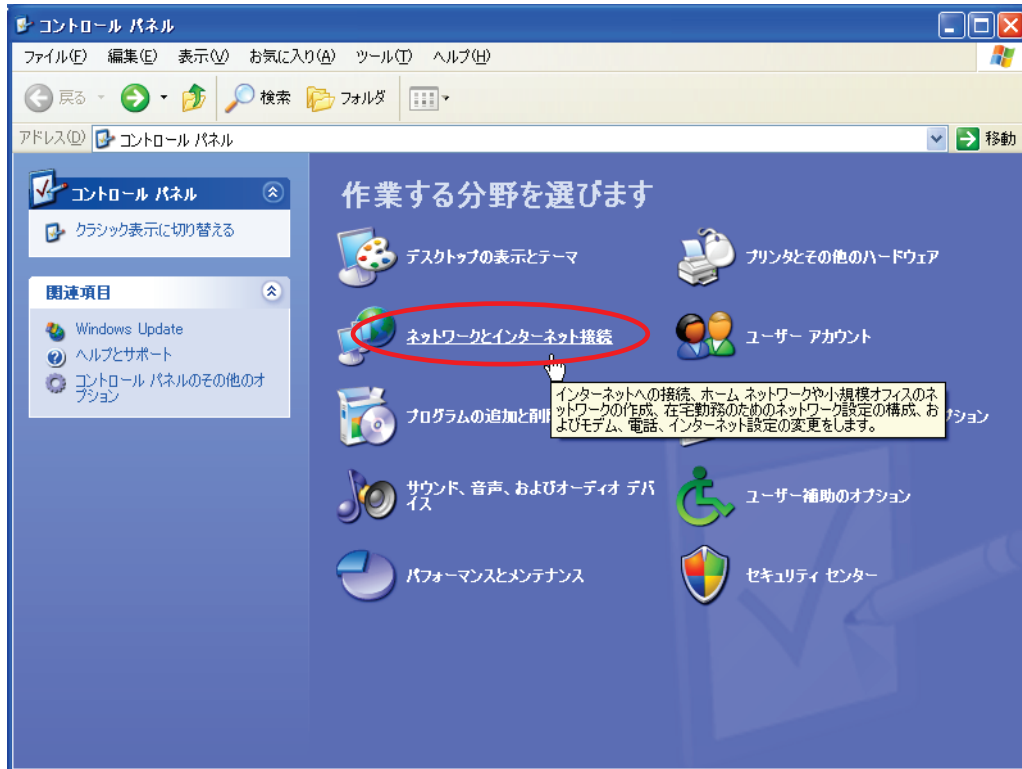 コントロール パネル
ファイル(F) 編集(E) 表示(V) お気に入り(A) ツール(T) ヘルプ(H)
戻る 検索 フォルダ
アドレス(D) コントロール パネル 移動
コントロール パネル
クラシック表示に切り替える
関連項目
Windows Update
ヘルプとサポート
コントロール パネルのその他のオ
プション
作業する分野を選びます
デスクトップの表示とテーマ
プリンタとその他のハードウェア
ネットワークとインターネット接続
ユーザー アカウント
インターネットへの接続、ホーム ネットワークや小規模オフィスのネ
ットワークの作成、在宅勤務のためのネットワーク設定の構成、お
よびモデム、電話、インターネット設定の変更をします。
プログラムの追加と削
プション
サウンド、音声、およびオーディオ デバ
イス
ユーザー補助のオプション
パフォーマンスとメンテナンス
セキュリティ センター